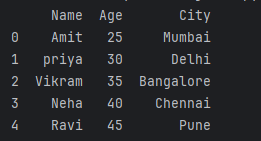 Name Age City
0 Amit 25 Mumbai
1 priya 30 Delhi
2 Vikram 35 Bangalore
3 Neha 40 Chennai
4 Ravi 45 Pune